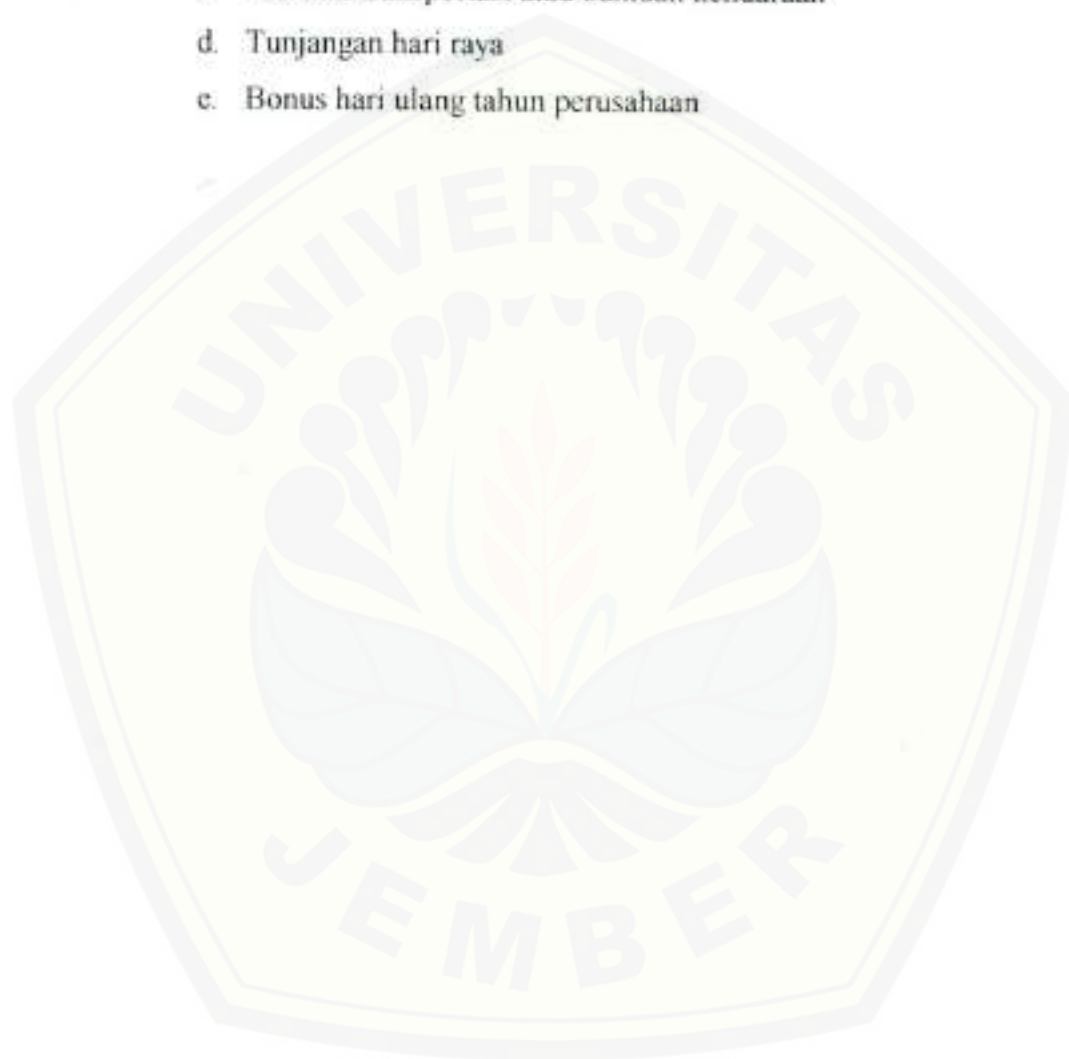 d. Tunjangan hari raya
e. Bonus hari ulang tahun perusahaan
UNIVERSITAS
JEMBER